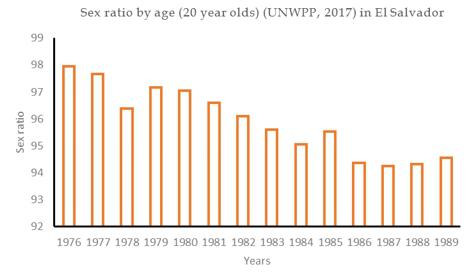 Sex ratio by age (20 year olds) (UNWPP, 2017) in El Salvador
99
98
97
96
95
94
93
92
Sex ratio
1976 1977 1978 1979 1980 1981 1982 1983 1984 1985 1986 1987 1988 1989
Years